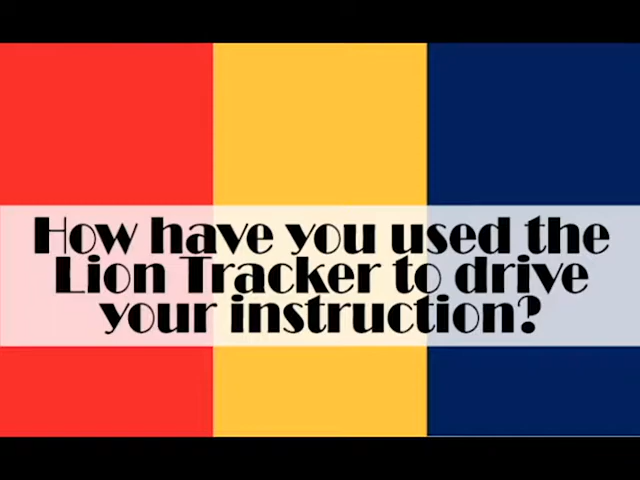 How have you used the
Lion Tracker to drive
your instruction?